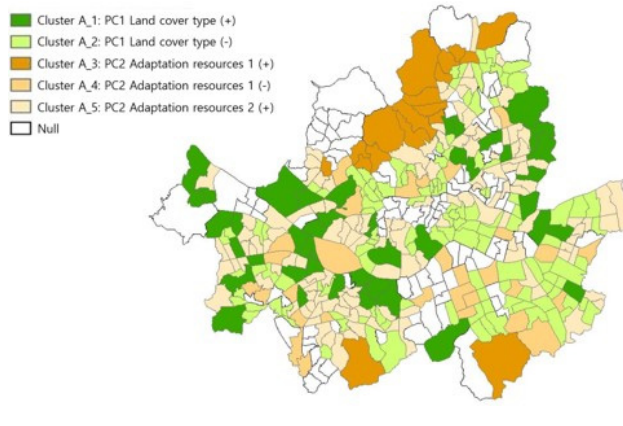 Cluster A_1: PC1 Land cover type (+)
Cluster A_2: PC1 Land cover type (-)
Cluster A_3: PC2 Adaptation resources 1 (+)
Cluster A_4: PC2 Adaptation resources 1 (-)
Cluster A_5: PC2 Adaptation resources 2 (+)
Null